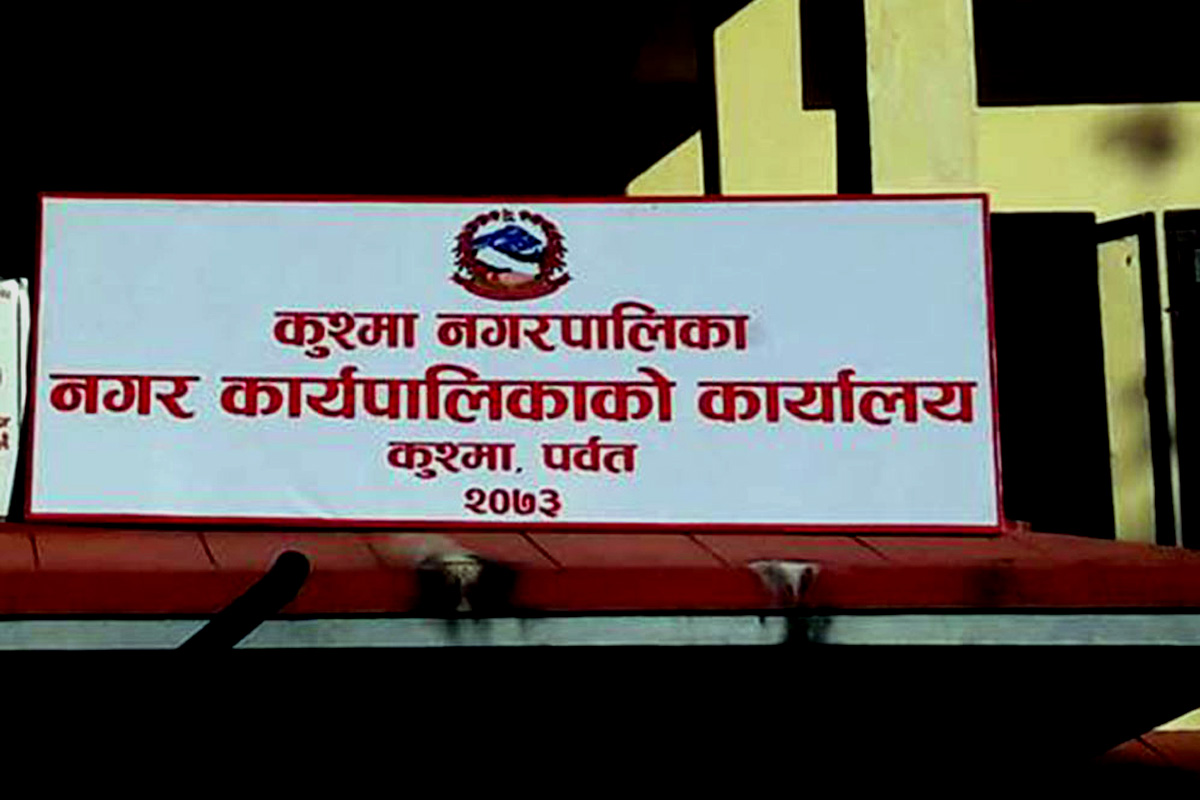 कुश्मा नगरपालिका
नगर कार्यपालिकाको कार्यालय
कुश्मा, पर्वत
२०७३